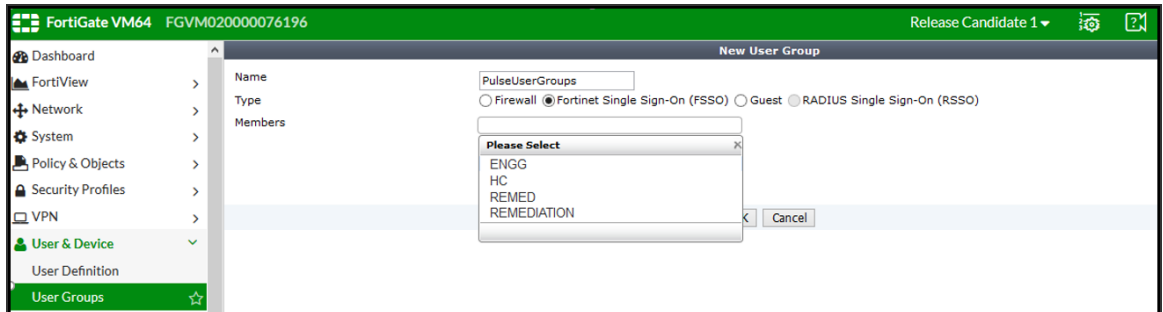 FortiGate VM64 FGVM020000076196 Release Candidate 1
Dashboard
FortiView
Network
System
Policy & Objects
Security Profiles
VPN
User & Device
User Definition
User Groups
New User Group
Name PulseUserGroups
Type Firewall Fortinet Single Sign-On (FSSO) Guest RADIUS Single Sign-On (RSSO)
Members
Please Select
ENGG
HC
REMED
REMEDIATION
Cancel